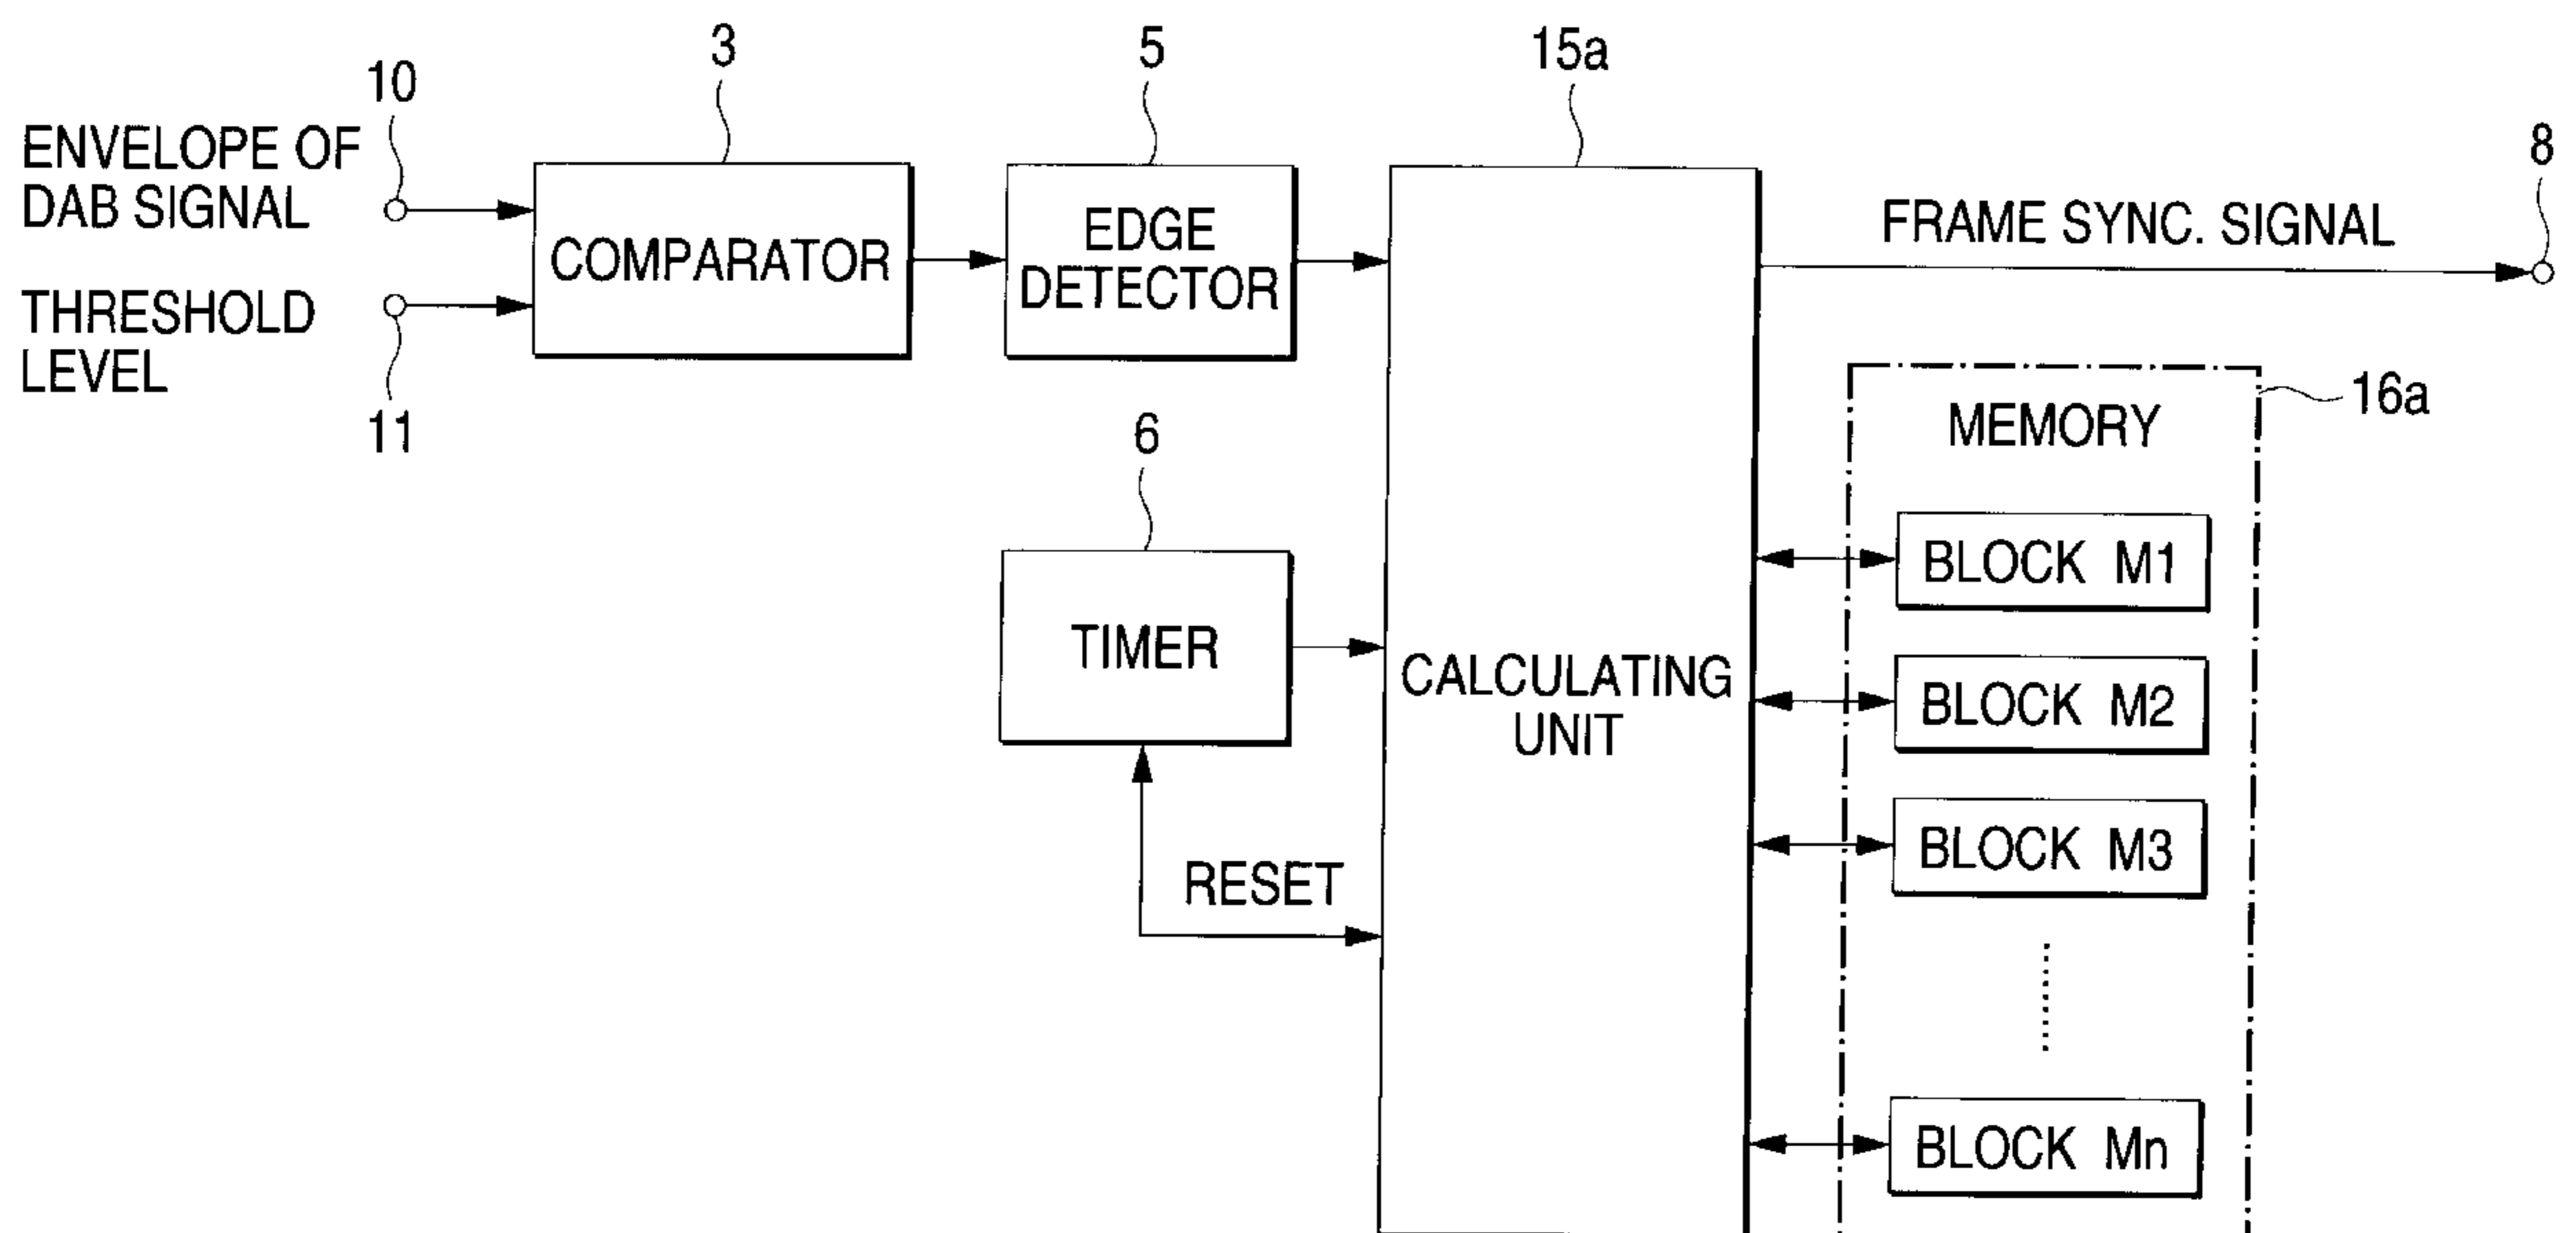 3
5
15a
10
ENVELOPE OF
DAB SIGNAL
8
COMPARATOR
EDGE
DETECTOR
FRAME SYNC. SIGNAL
THRESHOLD
LEVEL
11
6
16a
MEMORY
BLOCK M1
TIMER
CALCULATING
UNIT
BLOCK M2
BLOCK M3
RESET
BLOCK Mn